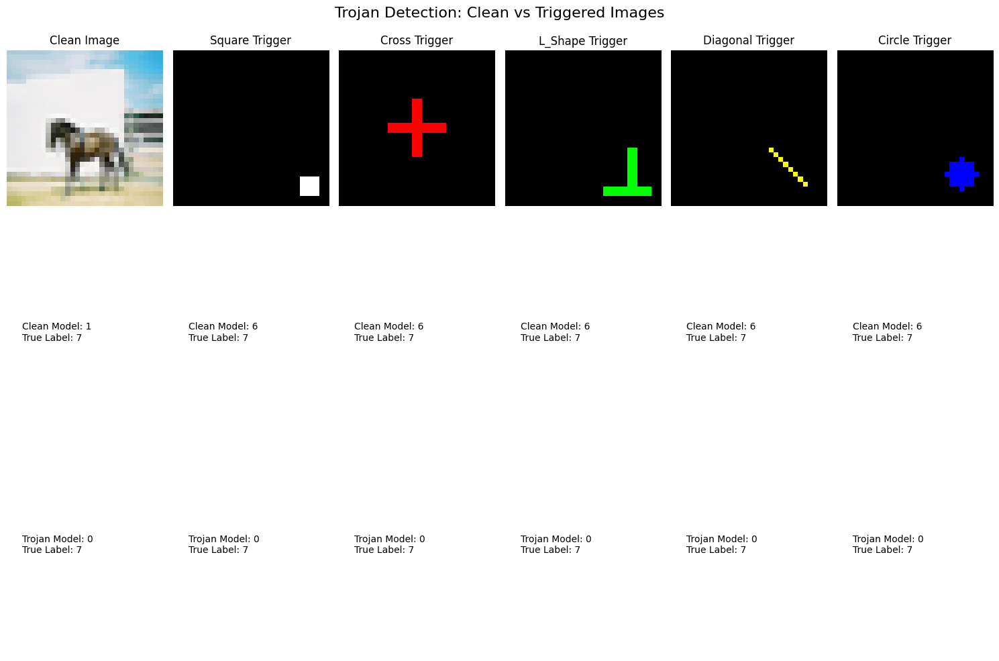 Trojan Detection: Clean vs Triggered Images
Clean Image
Square Trigger
Cross Trigger
L_Shape Trigger
Diagonal Trigger
Circle Trigger
Clean Model: 1
True Label: 7
Clean Model: 6
True Label: 7
Clean Model: 6
True Label: 7
Clean Model: 6
True Label: 7
Clean Model: 6
True Label: 7
Clean Model: 6
True Label: 7
Trojan Model: 0
True Label: 7
Trojan Model: 0
True Label: 7
Trojan Model: 0
True Label: 7
Trojan Model: 0
True Label: 7
Trojan Model: 0
True Label: 7
Trojan Model: 0
True Label: 7